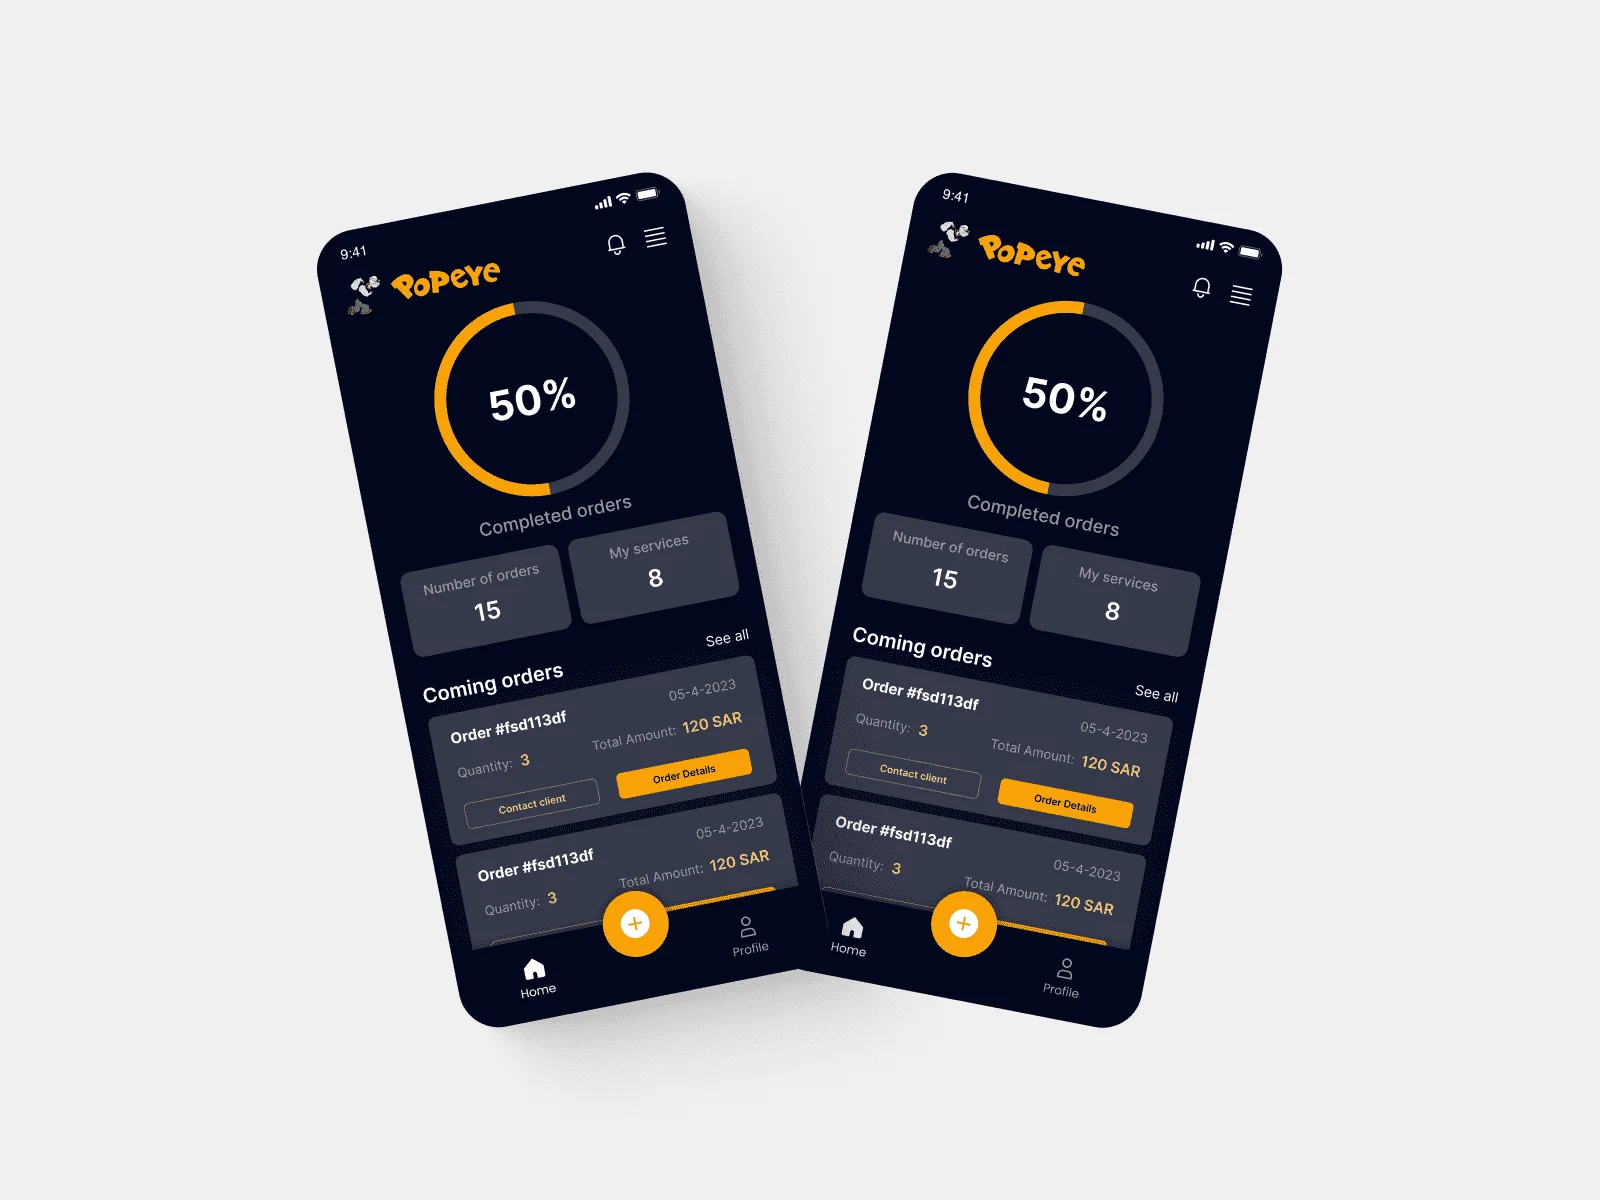 9:41
POPEYE
50%
Completed orders
Number of orders
15
My services
8
Coming orders
See all
Order #fsd113df
05-4-2023
Quantity: 3
Total Amount: 120 SAR
Contact client
Order Details
Order #fsd113df
05-4-2023
Quantity: 3
Total Amount: 120 SAR
Home
Profile
9:41
POPEYE
50%
Completed orders
Number of orders
15
My services
8
Coming orders
See all
Order #fsd113df
05-4-2023
Quantity: 3
Total Amount: 120 SAR
Contact client
Order Details
Order #fsd113df
05-4-2023
Quantity: 3
Total Amount: 120 SAR
Home
Profile